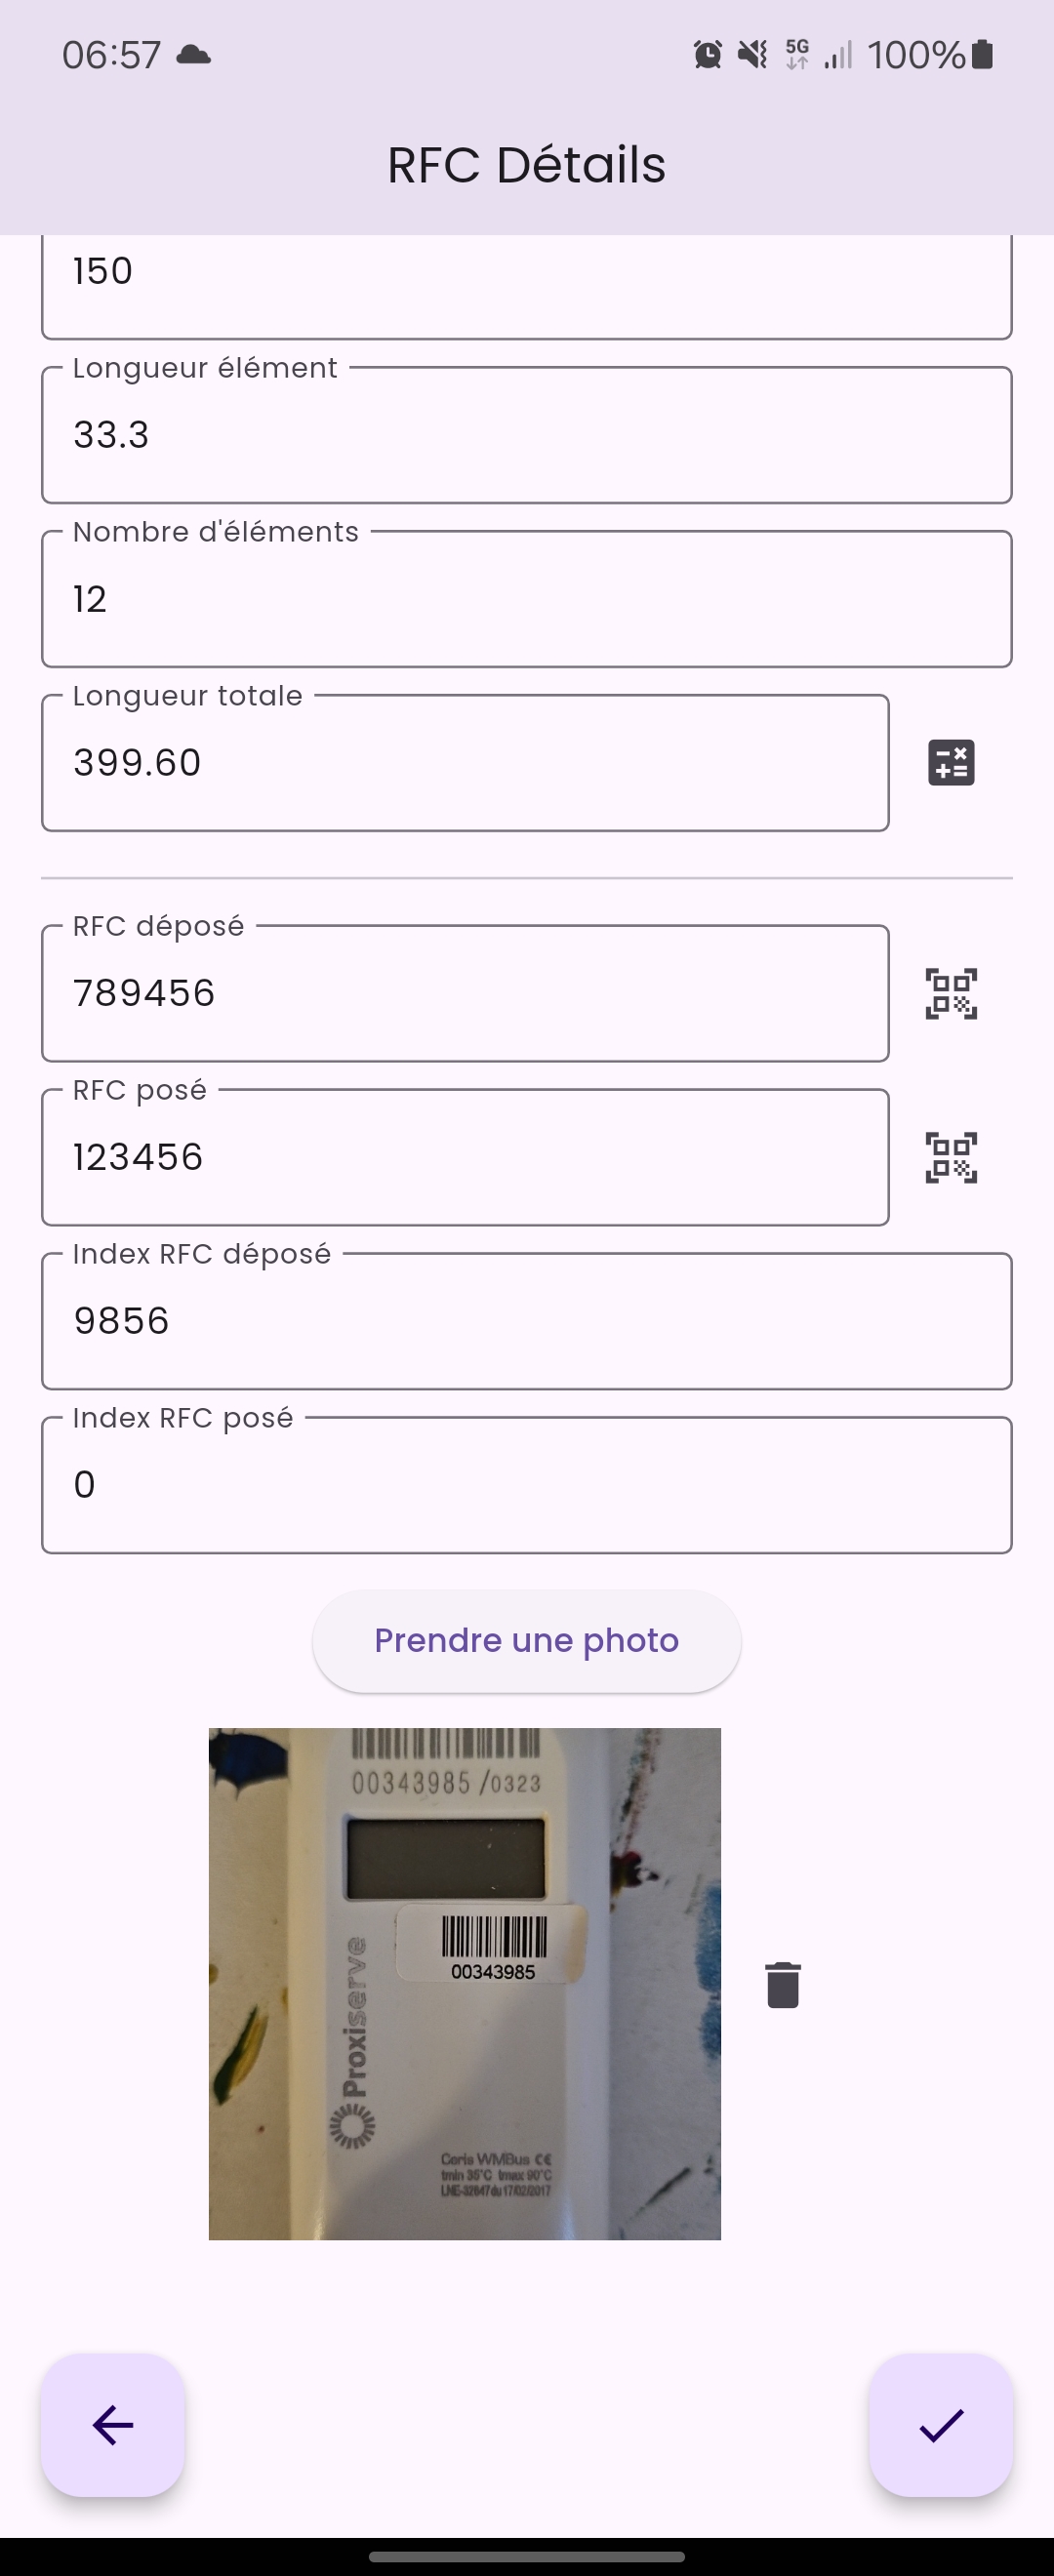 06:57
5G
100%
RFC Détails
150
Longueur élément
33.3
Nombre d'éléments
12
Longueur totale
399.60
RFC déposé
789456
RFC posé
123456
Index RFC déposé
9856
Index RFC posé
0
Prendre une photo
00343985 /0323
00343985
Proxiserve
Caris WMBus CE
tmin 35°C tmax 90°C
LNE-32647 du 17/02/2017